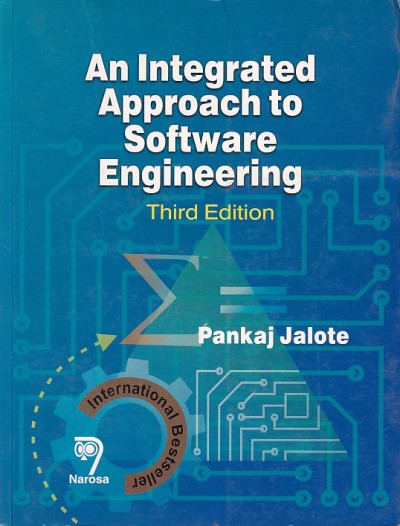 An Integrated
Approach to
Software
Engineering
Third Edition
Σ =
Pankaj Jalote
International Bestseller
Narosa